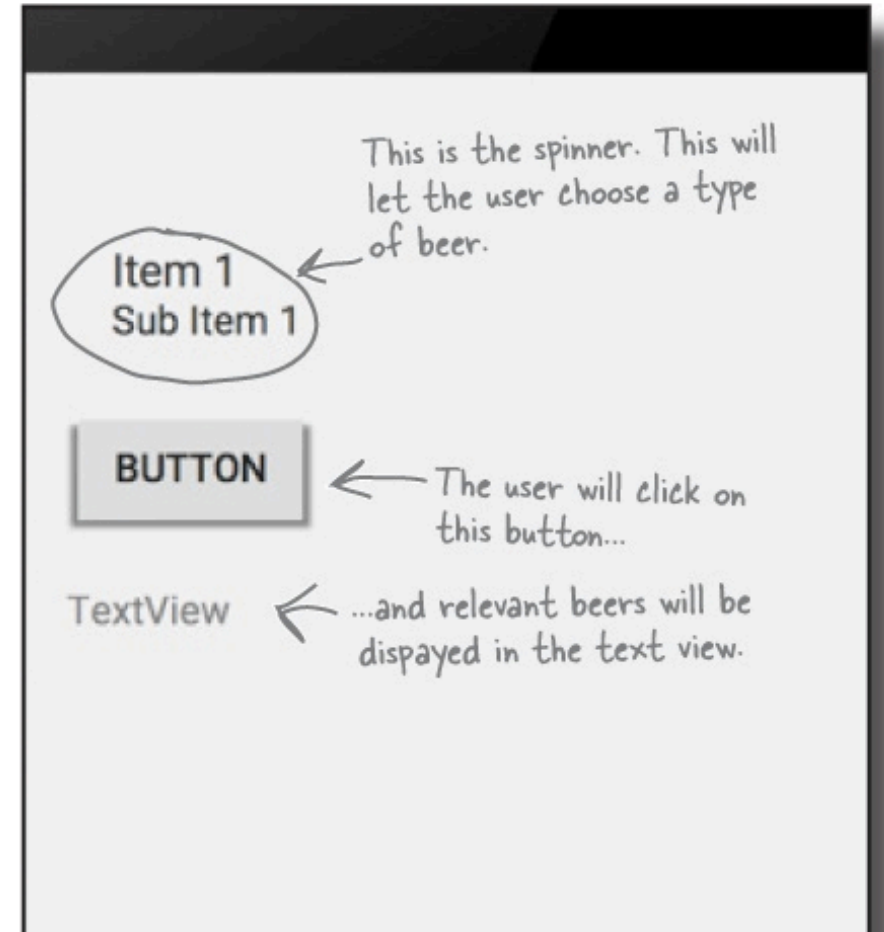 This is the spinner. This will
let the user choose a type
of beer.
Item 1
Sub Item 1
BUTTON
The user will click on
this button...
TextView
...and relevant beers will be
dispayed in the text view.